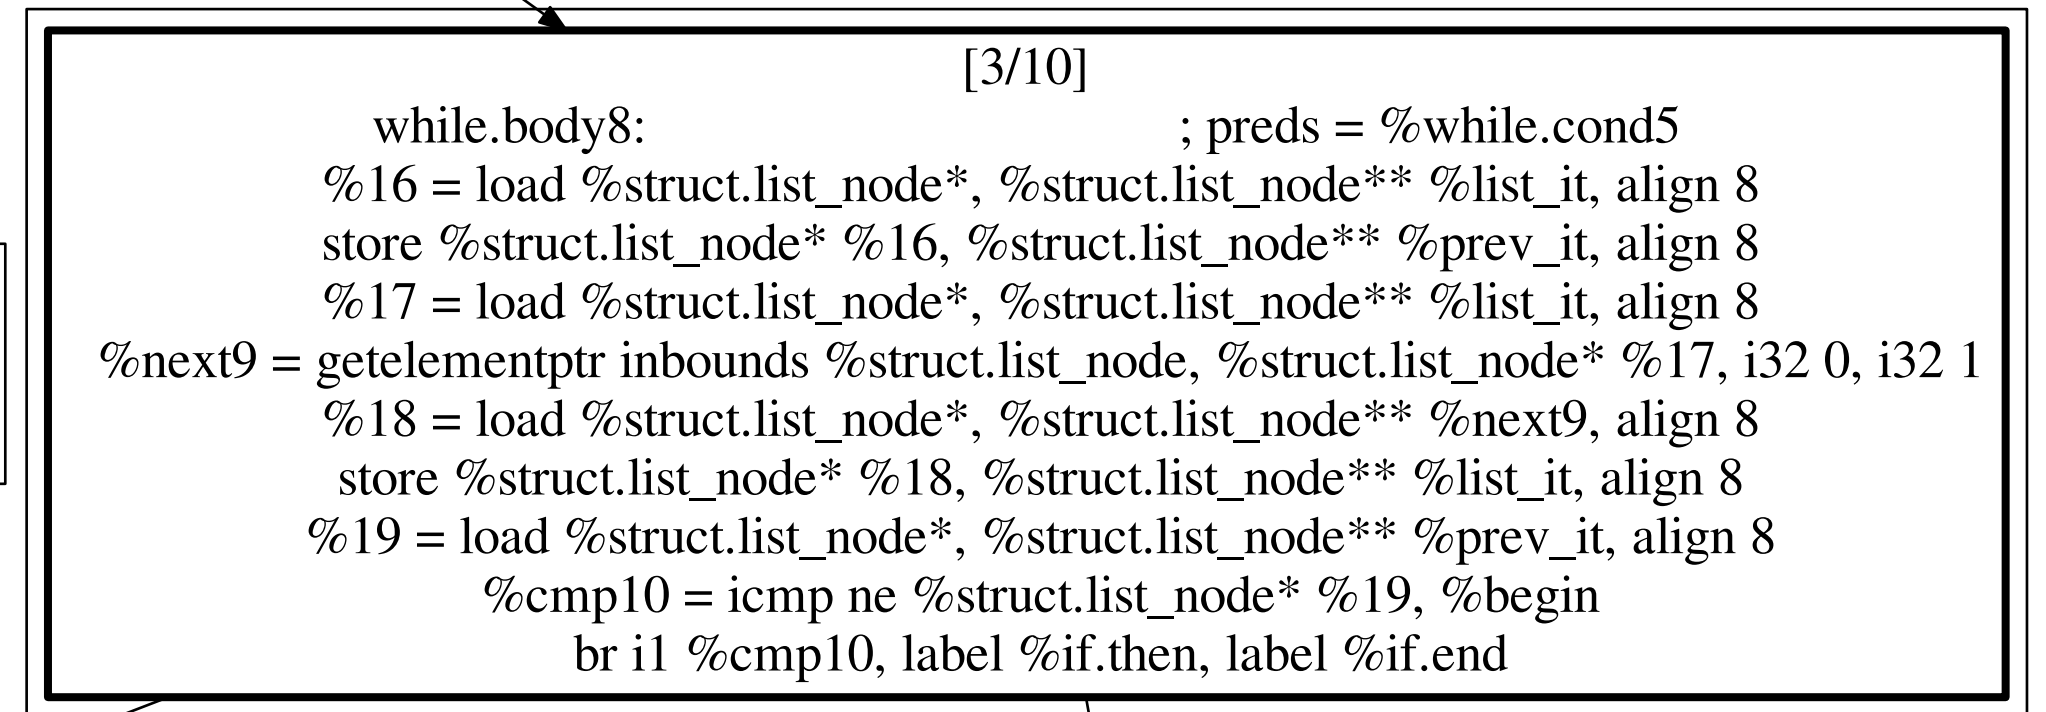 [3/10]
while.body8: ; preds = %while.cond5
%16 = load %struct.list_node*, %struct.list_node** %list_it, align 8
store %struct.list_node* %16, %struct.list_node** %prev_it, align 8
%17 = load %struct.list_node*, %struct.list_node** %list_it, align 8
%next9 = getelementptr inbounds %struct.list_node, %struct.list_node* %17, i32 0, i32 1
%18 = load %struct.list_node*, %struct.list_node** %next9, align 8
store %struct.list_node* %18, %struct.list_node** %list_it, align 8
%19 = load %struct.list_node*, %struct.list_node** %prev_it, align 8
%cmp10 = icmp ne %struct.list_node* %19, %begin
br i1 %cmp10, label %if.then, label %if.end